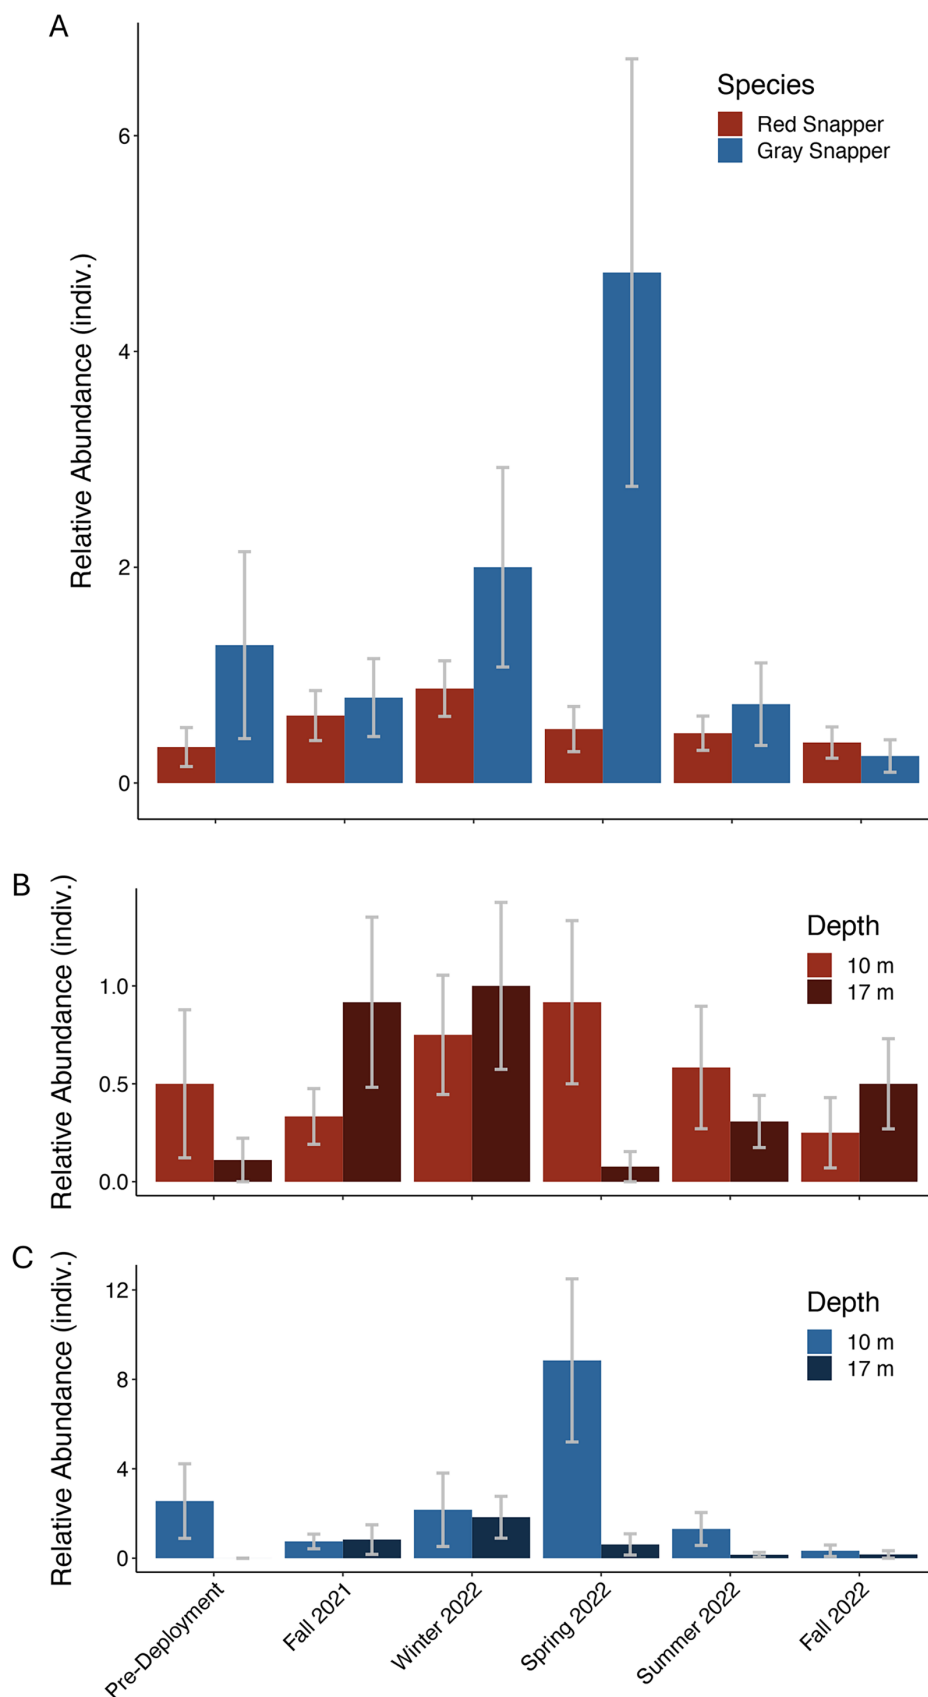 A
Relative Abundance (indiv.)
6
4
2
0
Species
Red Snapper
Gray Snapper
B
Relative Abundance (indiv.)
1.0
0.5
0.0
Depth
10 m
17 m
C
Relative Abundance (indiv.)
12
8
4
0
Depth
10 m
17 m
Pre-Deployment
Fall 2021
Winter 2022
Spring 2022
Summer 2022
Fall 2022